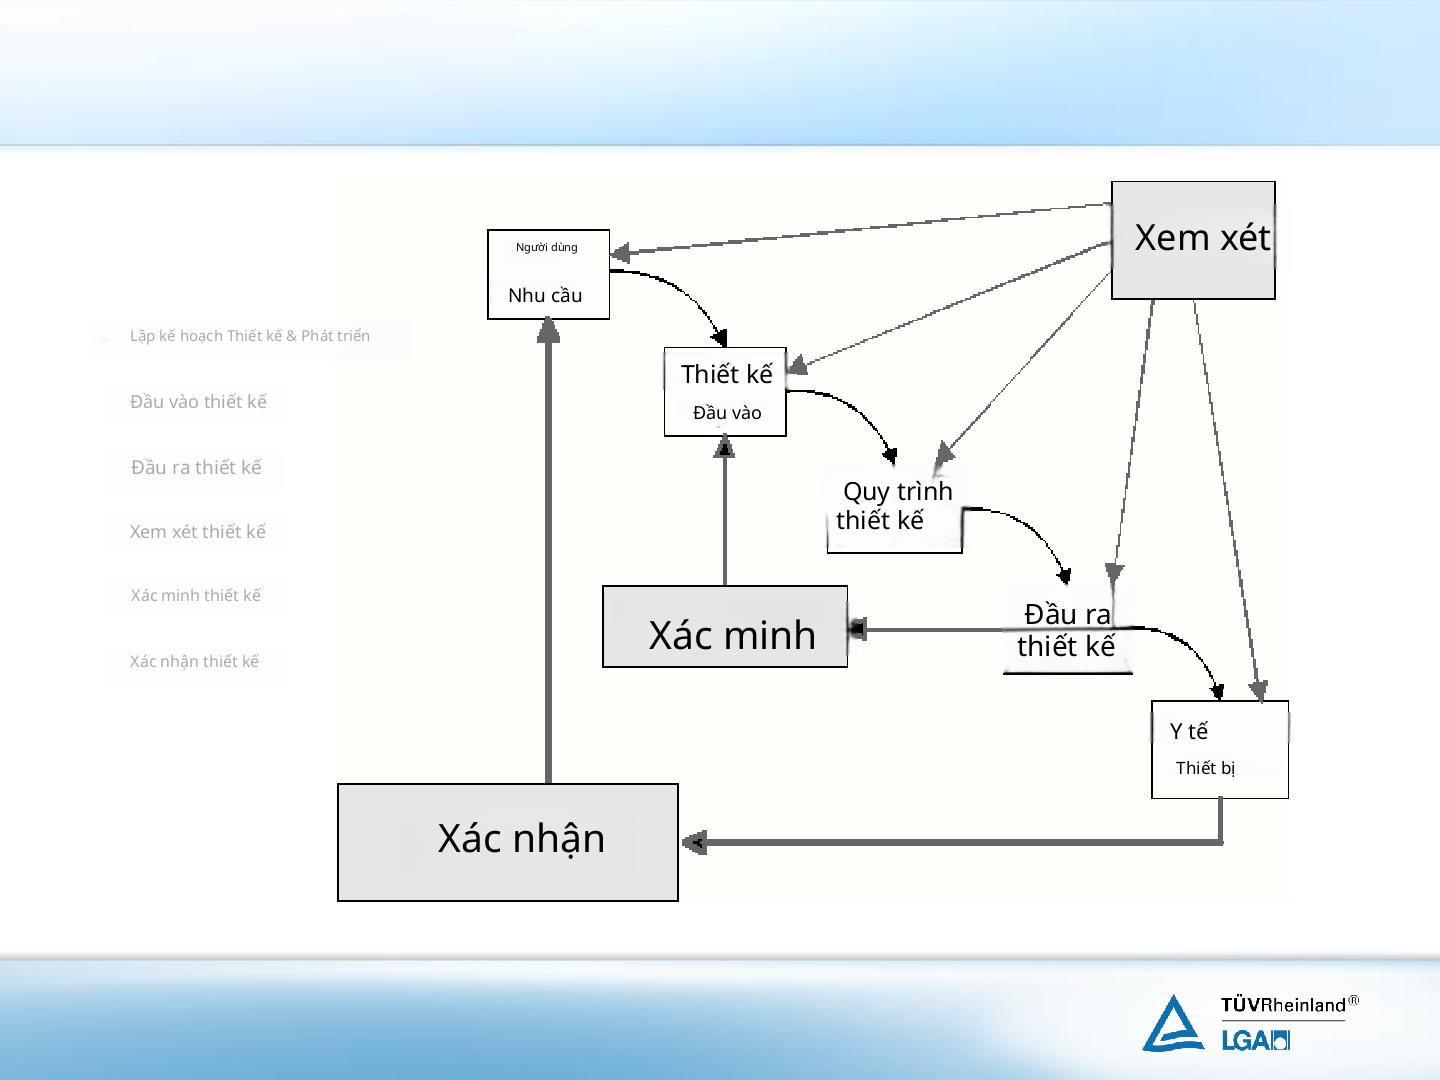 Xem xét
Người dùng
Nhu cầu
Lập kế hoạch Thiết kế & Phát triển
Thiết kế
Đầu vào
Đầu vào thiết kế
Đầu ra thiết kế
Quy trình
thiết kế
Xem xét thiết kế
Xác minh thiết kế
Xác minh
Đầu ra
thiết kế
Xác nhận thiết kế
Y tế
Thiết bị
Xác nhận
TÜVRheinland®
LGA